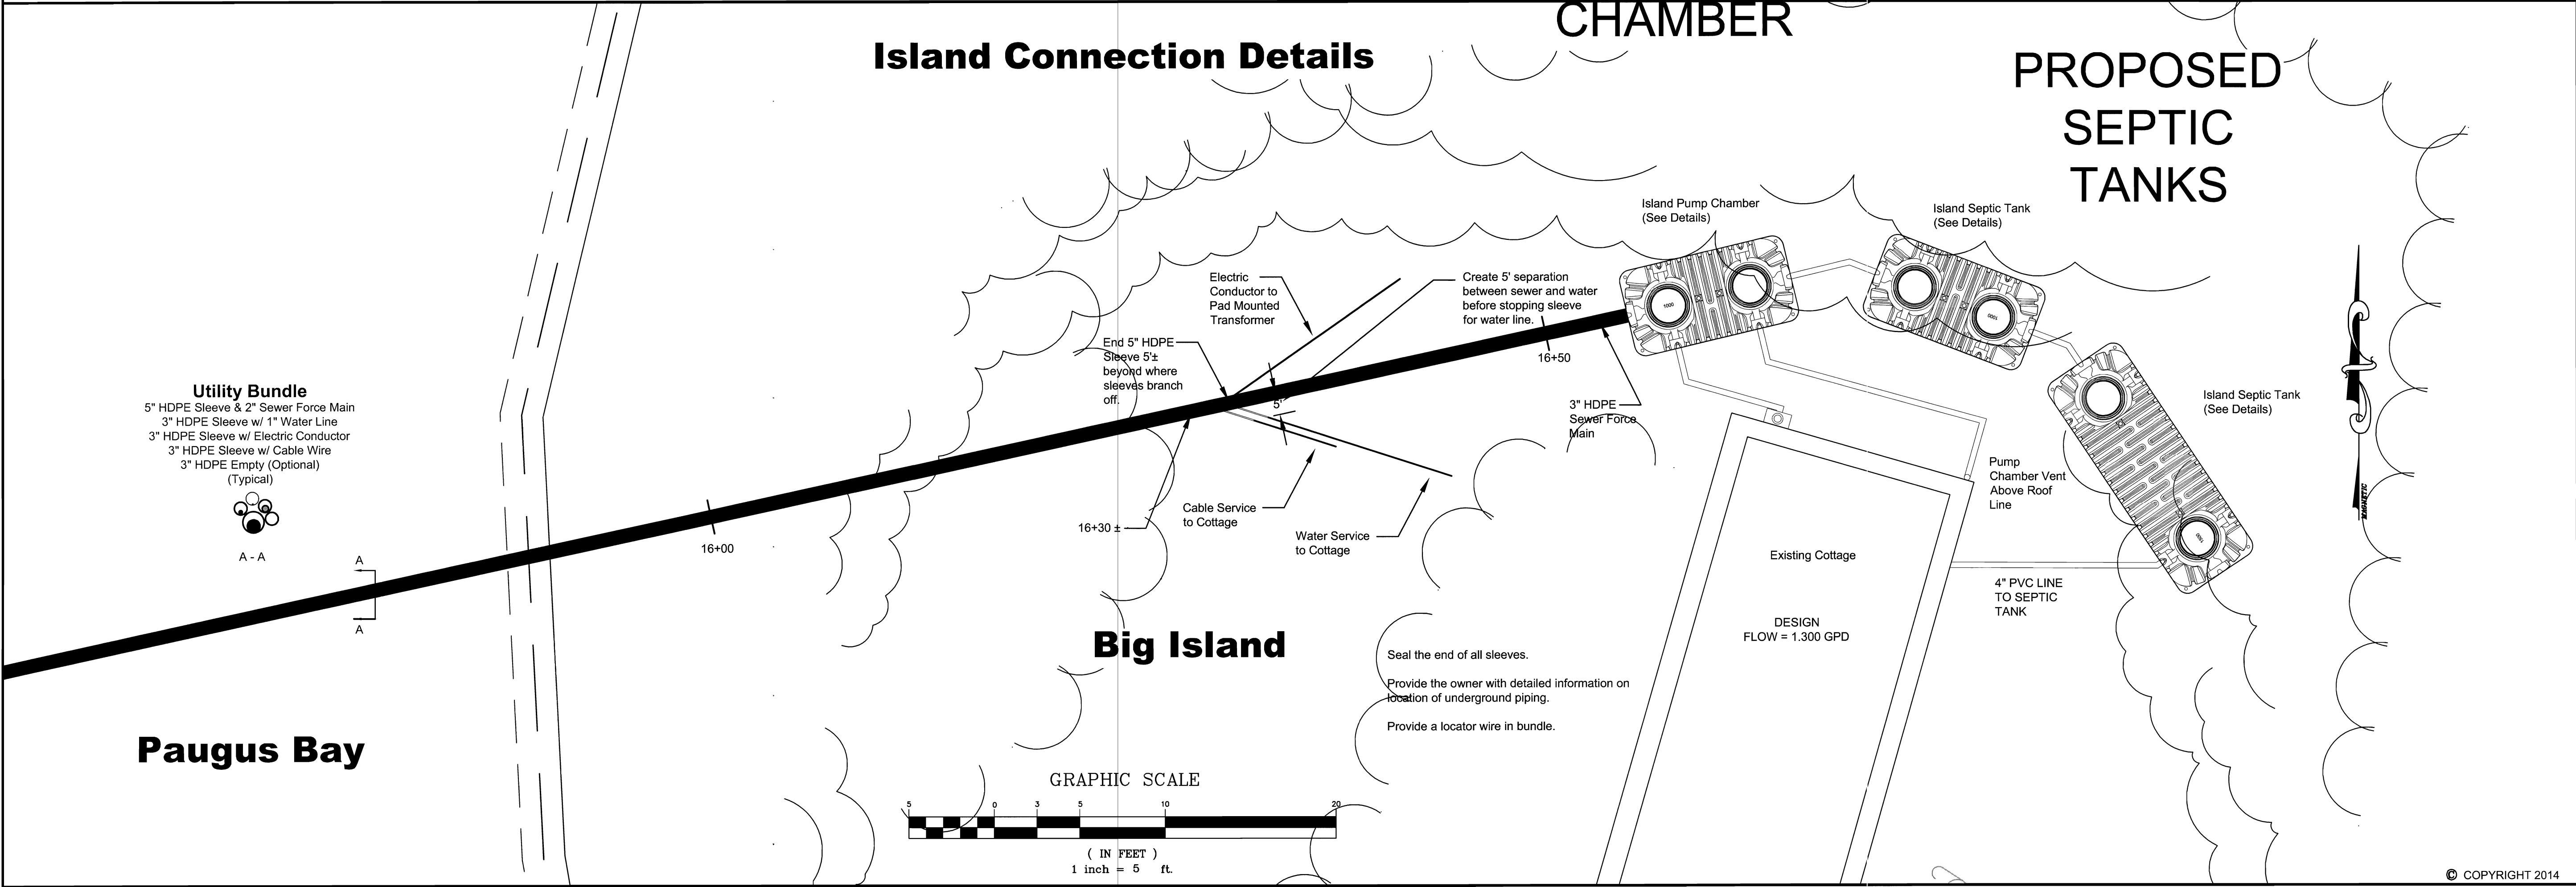 CHAMBER
Island Connection Details
PROPOSED
SEPTIC
TANKS
Island Pump Chamber
(See Details)
Island Septic Tank
(See Details)
Electric
Conductor to
Pad Mounted
Transformer
Create 5' separation
between sewer and water
before stopping sleeve
for water line.
End 5" HDPE
Sleeve 5'±
beyond where
sleeves branch
off.
1000
1000
16+50
5'
3" HDPE
Sewer Force
Main
Island Septic Tank
(See Details)
Utility Bundle
5" HDPE Sleeve & 2" Sewer Force Main
3" HDPE Sleeve w/ 1" Water Line
3" HDPE Sleeve w/ Electric Conductor
3" HDPE Sleeve w/ Cable Wire
3" HDPE Empty (Optional)
(Typical)
A - A
A
A
16+00
16+30 ±
Cable Service
to Cottage
Water Service
to Cottage
Pump
Chamber Vent
Above Roof
Line
MAGNETIC
Existing Cottage
4" PVC LINE
TO SEPTIC
TANK
DESIGN
FLOW = 1.300 GPD
Big Island
Seal the end of all sleeves.
Provide the owner with detailed information on
location of underground piping.
Provide a locator wire in bundle.
Paugus Bay
GRAPHIC SCALE
5 0 3 5 10 20
( IN FEET )
1 inch = 5 ft.
© COPYRIGHT 2014